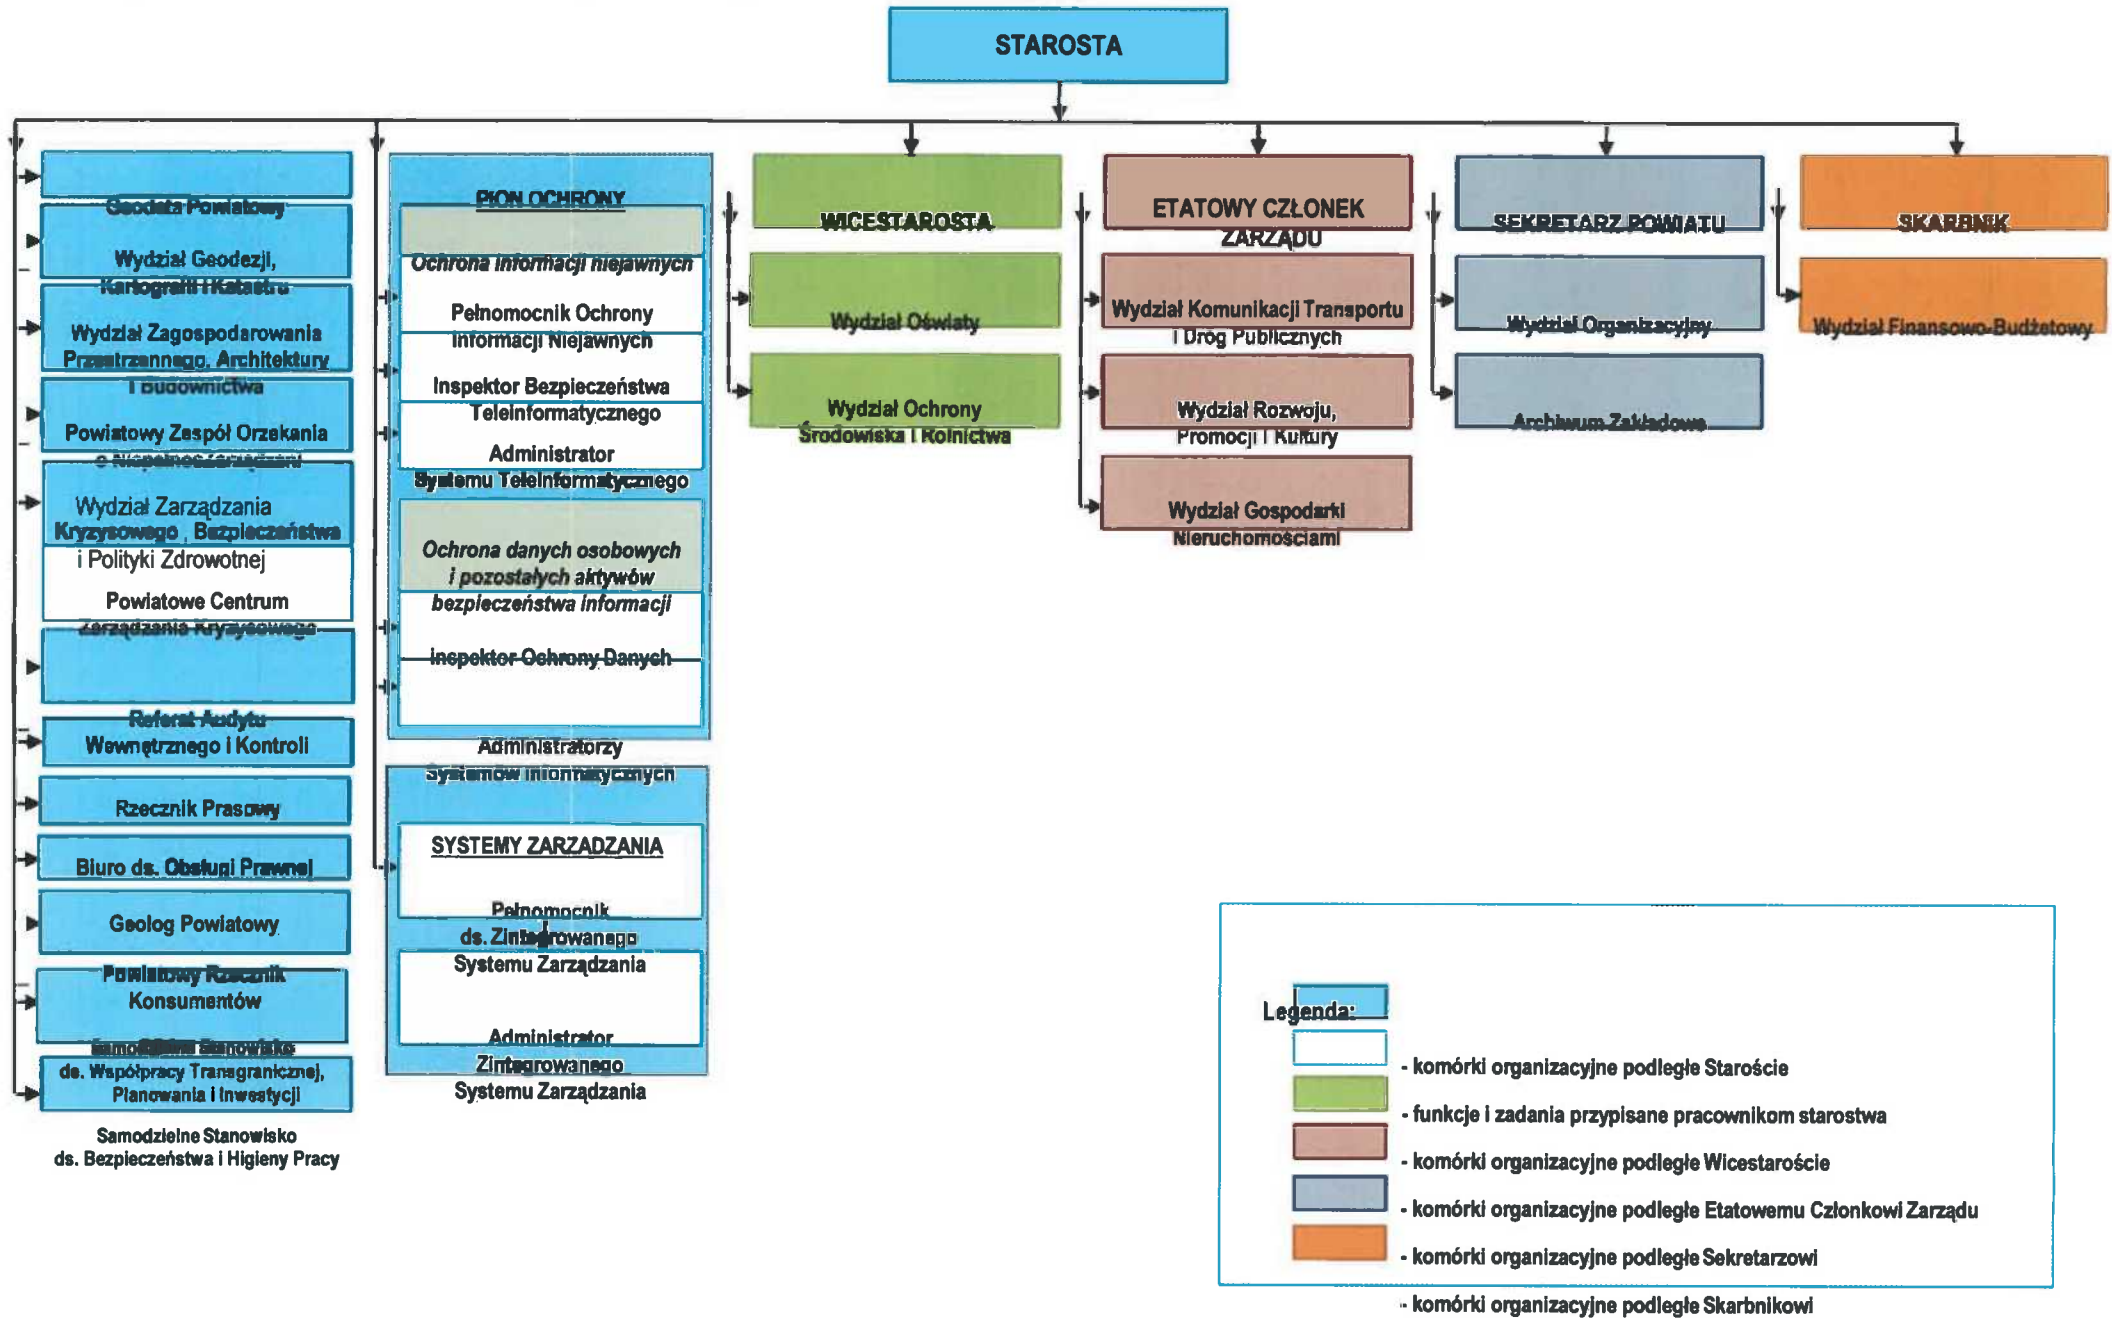 STAROSTA
Geodeta Powiatowy
Wydział Geodezji,
Kartografii i Katastru
Wydział Zagospodarowania
Przestrzennego, Architektury
i Budownictwa
Powiatowy Zespół Orzekania
o Niepełnosprawności
Wydział Zarządzania
Kryzysowego , Bezpieczeństwa
i Polityki Zdrowotnej
Powiatowe Centrum
Zarządzania Kryzysowego
Referat Audytu
Wewnętrznego i Kontroli
Rzecznik Prasowy
Biuro ds. Obsługi Prawnej
Geolog Powiatowy
Powiatowy Rzecznik
Konsumentów
Samodzielne Stanowisko
ds. Współpracy Transgranicznej,
Planowania i Inwestycji
Samodzielne Stanowisko
ds. Bezpieczeństwa i Higieny Pracy
PION OCHRONY
Ochrona informacji niejawnych
Pełnomocnik Ochrony
Informacji Niejawnych
Inspektor Bezpieczeństwa
Teleinformatycznego
Administrator
Systemu Teleinformatycznego
Ochrona danych osobowych
i pozostałych aktywów
bezpieczeństwa informacji
Inspektor Ochrony Danych
Administratorzy
Systemów Informatycznych
SYSTEMY ZARZADZANIA
Pełnomocnik
ds. Zintegrowanego
Systemu Zarządzania
Administrator
Zintegrowanego
Systemu Zarządzania
WICESTAROSTA
Wydział Oświaty
Wydział Ochrony
Środowiska i Rolnictwa
ETATOWY CZŁONEK
ZARZĄDU
Wydział Komunikacji Transportu
i Dróg Publicznych
Wydział Rozwoju,
Promocji i Kultury
Wydział Gospodarki
Nieruchomościami
SEKRETARZ POWIATU
Wydział Organizacyjny
Archiwum Zakładowe
SKARBNIK
Wydział Finansowo-Budżetowy
Legenda:
- komórki organizacyjne podległe Staroście
- funkcje i zadania przypisane pracownikom starostwa
- komórki organizacyjne podległe Wicestaroście
- komórki organizacyjne podległe Etatowemu Członkowi Zarządu
- komórki organizacyjne podległe Sekretarzowi
- komórki organizacyjne podległe Skarbnikowi